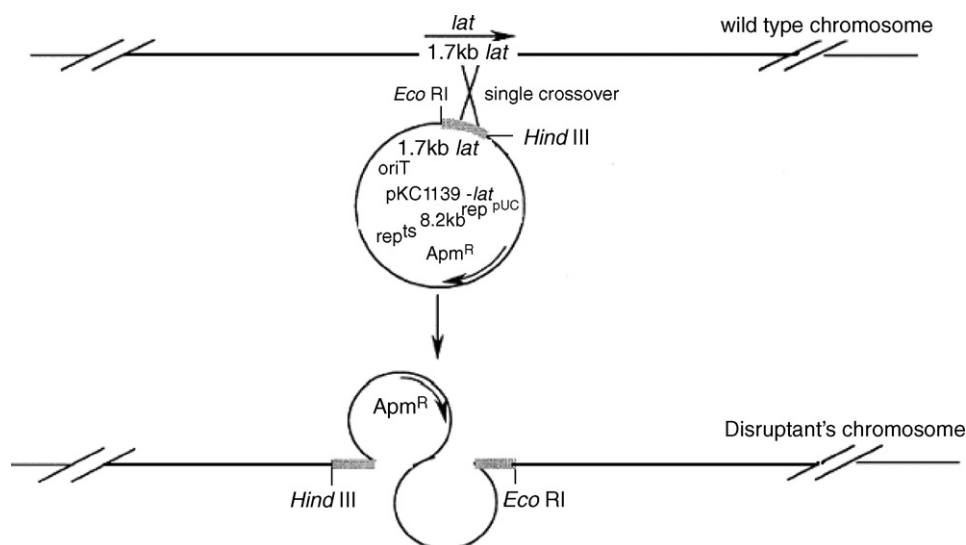 lat
wild type chromosome
1.7kb lat
Eco RI
single crossover
Hind III
1.7kb lat
oriT
pKC1139 -lat
8.2kb rep pUC
rep ts
Apm R
Apm R
Disruptant's chromosome
Hind III
Eco RI